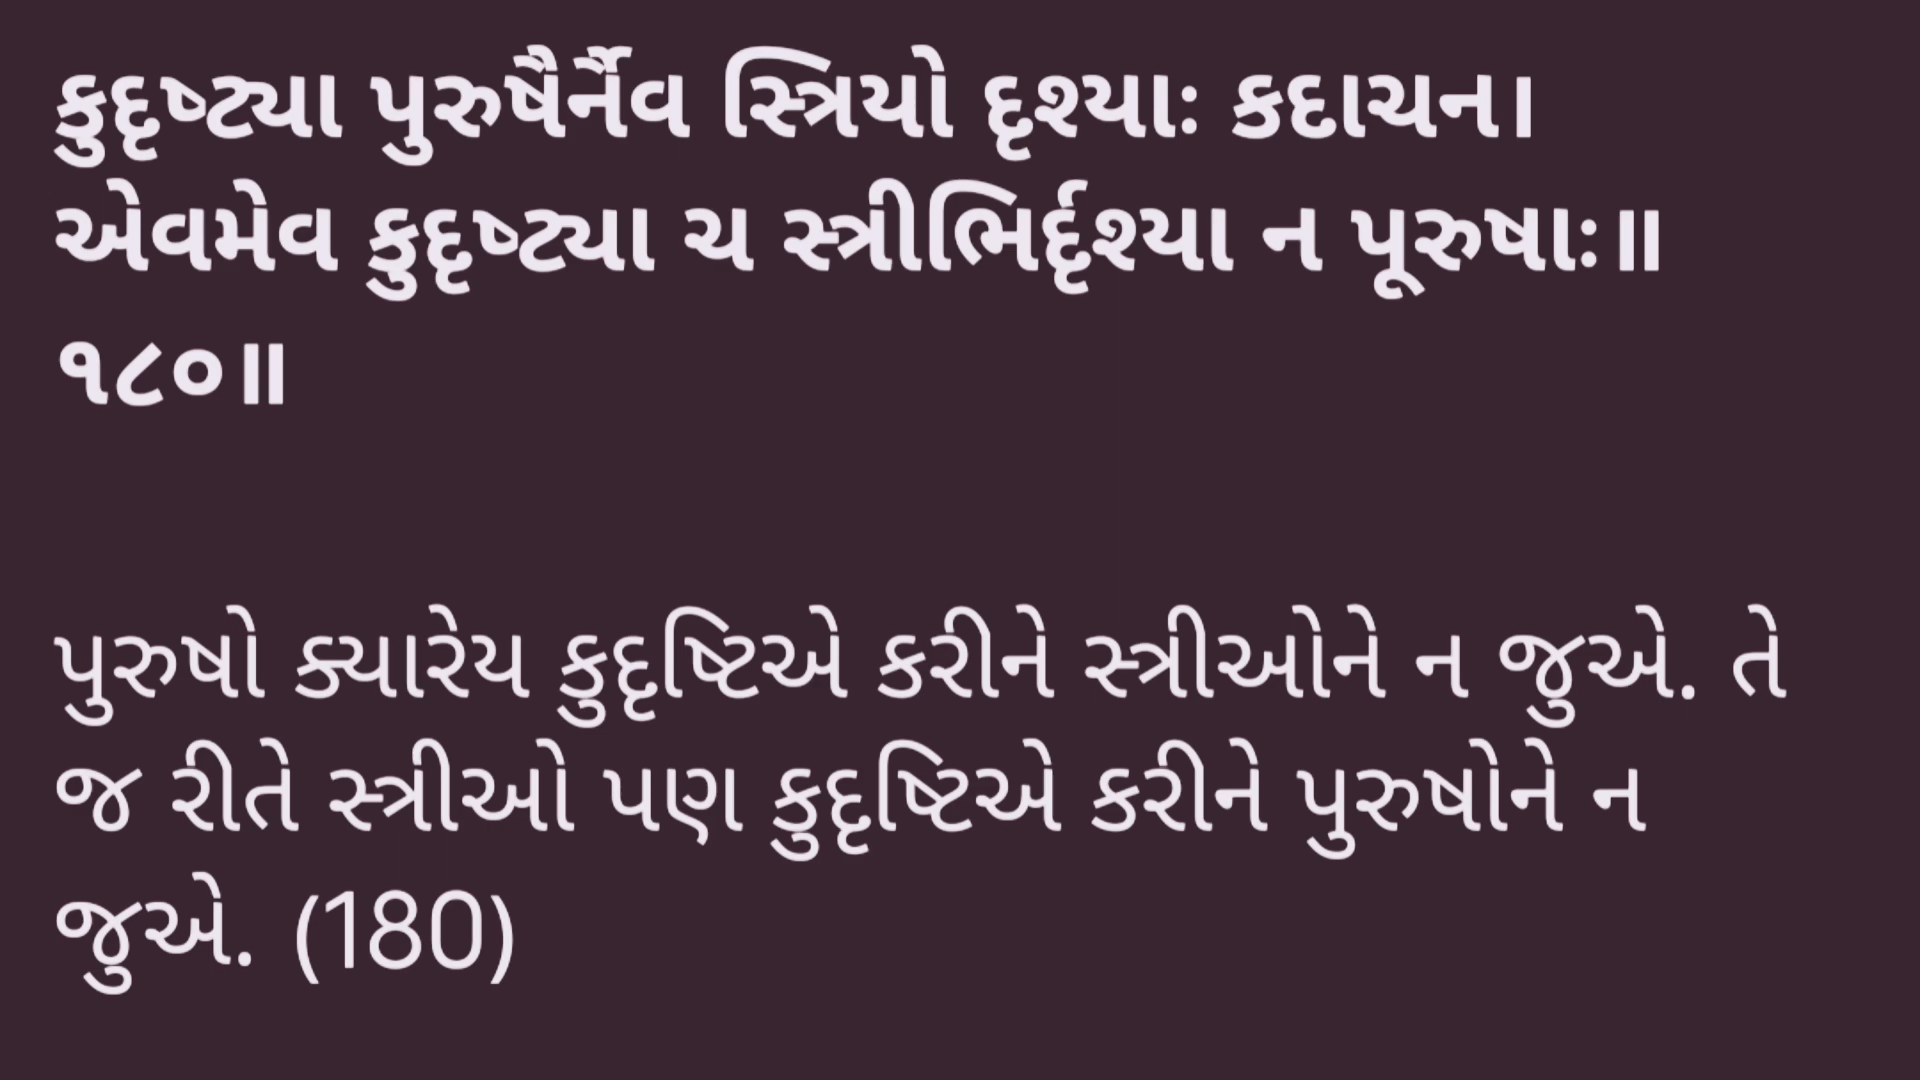 કુદૃષ્ટ્યા પુરુષૈર્નૈવ સ્ત્રિયો દૃશ્યાઃ કદાચન।
એવમેવ કુદૃષ્ટ્યા ચ સ્ત્રીભિર્દૃશ્યા ન પૂરુષાઃ॥
૧૮૦॥
પુરુષો ક્યારેય કુદૃષ્ટિએ કરીને સ્ત્રીઓને ન જુએ. તે
જ રીતે સ્ત્રીઓ પણ કુદૃષ્ટિએ કરીને પુરુષોને ન
જુએ. (180)